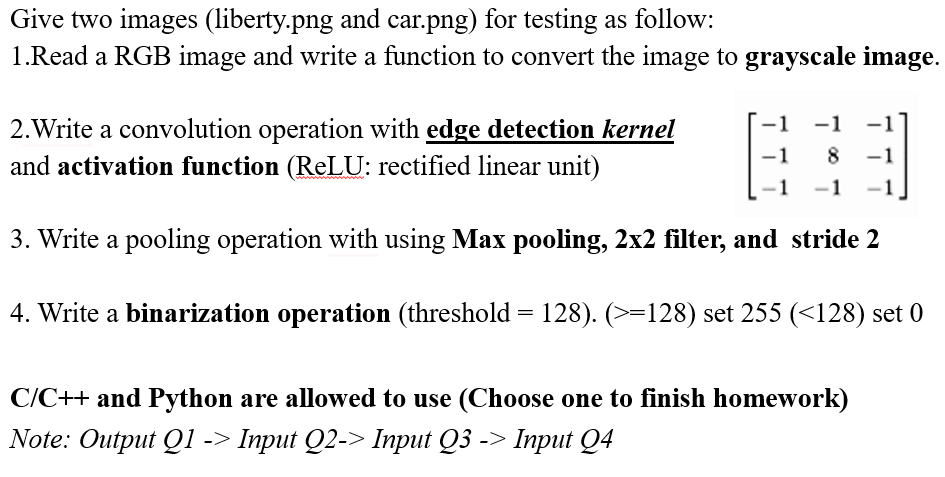 Give two images (liberty.png and car.png) for testing as follow:
1.Read a RGB image and write a function to convert the image to grayscale image.
2.Write a convolution operation with edge detection kernel
and activation function (ReLU: rectified linear unit)
-1 -1 -1
-1 8 -1
-1 -1 -1
3. Write a pooling operation with using Max pooling, 2x2 filter, and stride 2
4. Write a binarization operation (threshold = 128). (>=128) set 255 (<128) set 0
C/C++ and Python are allowed to use (Choose one to finish homework)
Note: Output Q1 -> Input Q2-> Input Q3 -> Input Q4